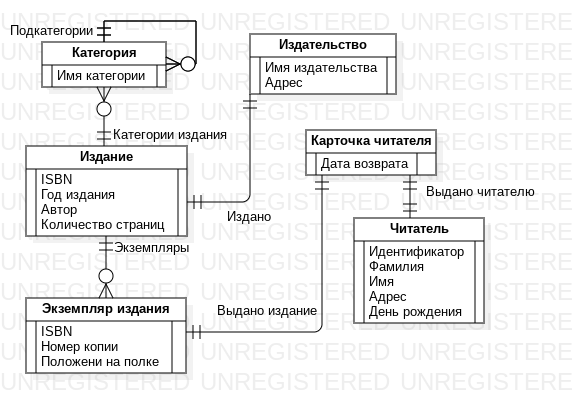 UNREGISTERED UNREGISTERED UNREGISTERED
Подкатегории
Категория
Имя категории
Издательство
Имя издательства
Адрес
Категории издания
Издание
ISBN
Год издания
Автор
Количество страниц
Карточка читателя
Дата возврата
Издано
Выдано читателю
Читатель
Идентификатор
Фамилия
Имя
Адрес
День рождения
Экземпляры
Экземпляр издания
ISBN
Номер копии
Положени на полке
Выдано издание